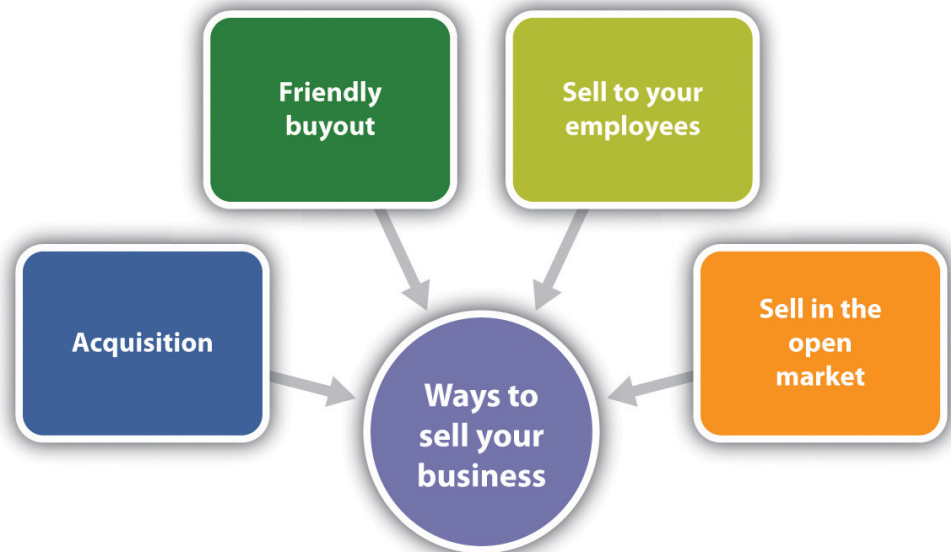 Friendly
buyout
Sell to your
employees
Acquisition
Sell in the
open
market
Ways to
sell your
business